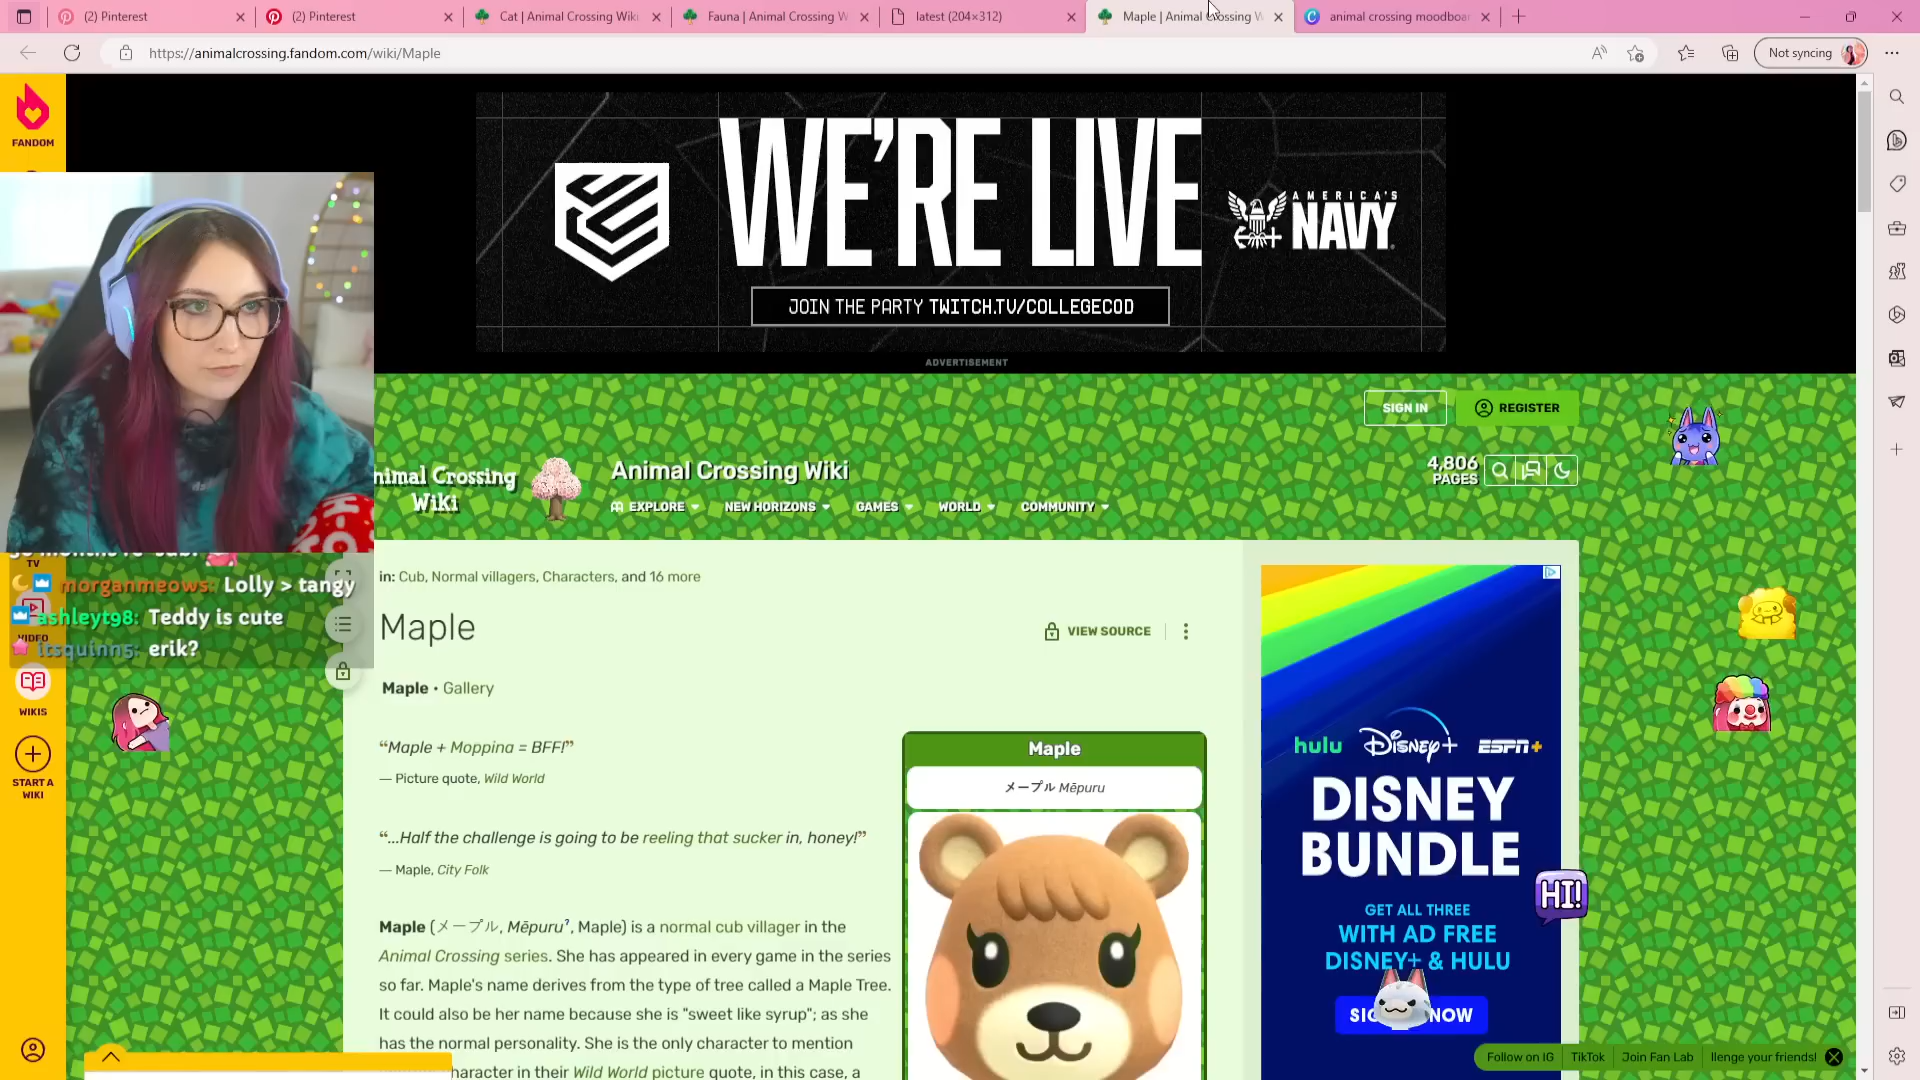 (2) Pinterest
(2) Pinterest
Cat | Animal Crossing Wiki
Fauna | Animal Crossing W
latest (204×312)
Maple | Animal Crossing W
animal crossing moodboar
https://animalcrossing.fandom.com/wiki/Maple
Not syncing
FANDOM
WE'RE LIVE
AMERICA'S
NAVY
JOIN THE PARTY TWITCH.TV/COLLEGECOD
ADVERTISEMENT
SIGN IN
REGISTER
nimal Crossing
Wiki
Animal Crossing Wiki
4,806
PAGES
EXPLORE
NEW HORIZONS
GAMES
WORLD
COMMUNITY
TV
morganmeows: Lolly > tangy
ashleyt98: Teddy is cute
VIDEO
itsquinn5: erik?
WIKIS
START A
WIKI
in: Cub, Normal villagers, Characters, and 16 more
Maple
VIEW SOURCE
Maple • Gallery
“Maple + Moppina = BFF!”
— Picture quote, Wild World
“...Half the challenge is going to be reeling that sucker in, honey!”
— Maple, City Folk
Maple (メープル, Mēpuru?, Maple) is a normal cub villager in the
Animal Crossing series. She has appeared in every game in the series
so far. Maple's name derives from the type of tree called a Maple Tree.
It could also be her name because she is "sweet like syrup"; as she
has the normal personality. She is the only character to mention
haracter in their Wild World picture quote, in this case, a
Maple
メープル Mēpuru
hulu Disney+ ESPN+
DISNEY
BUNDLE
GET ALL THREE
WITH AD FREE
DISNEY+ & HULU
SIG NOW
HI!
Follow on IG
TikTok
Join Fan Lab
llenge your friends!